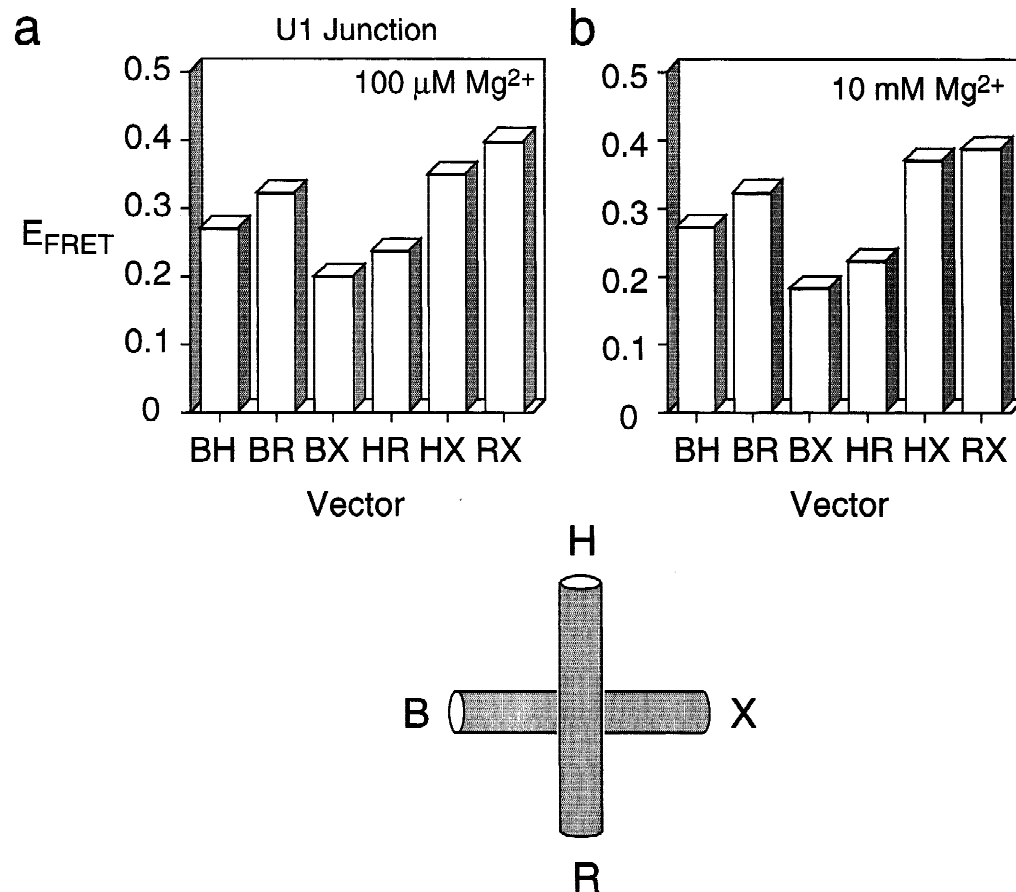 a
U1 Junction
100 μM Mg2+
0.5
0.4
0.3
0.2
0.1
0
EFRET
BH BR BX HR HX RX
Vector
b
10 mM Mg2+
0.5
0.4
0.3
0.2
0.1
0
BH BR BX HR HX RX
Vector
H
B
X
R